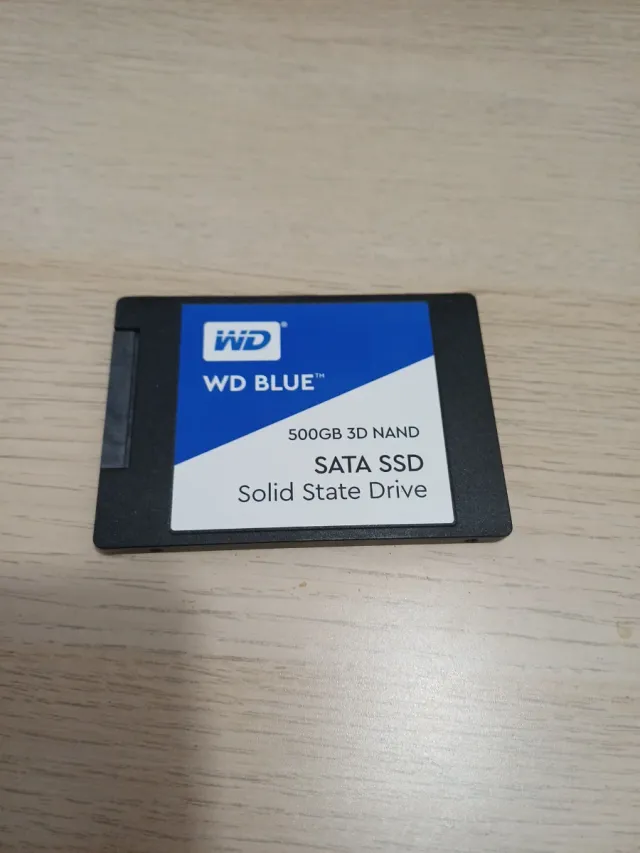 WD®
WD BLUE™
500GB 3D NAND
SATA SSD
Solid State Drive